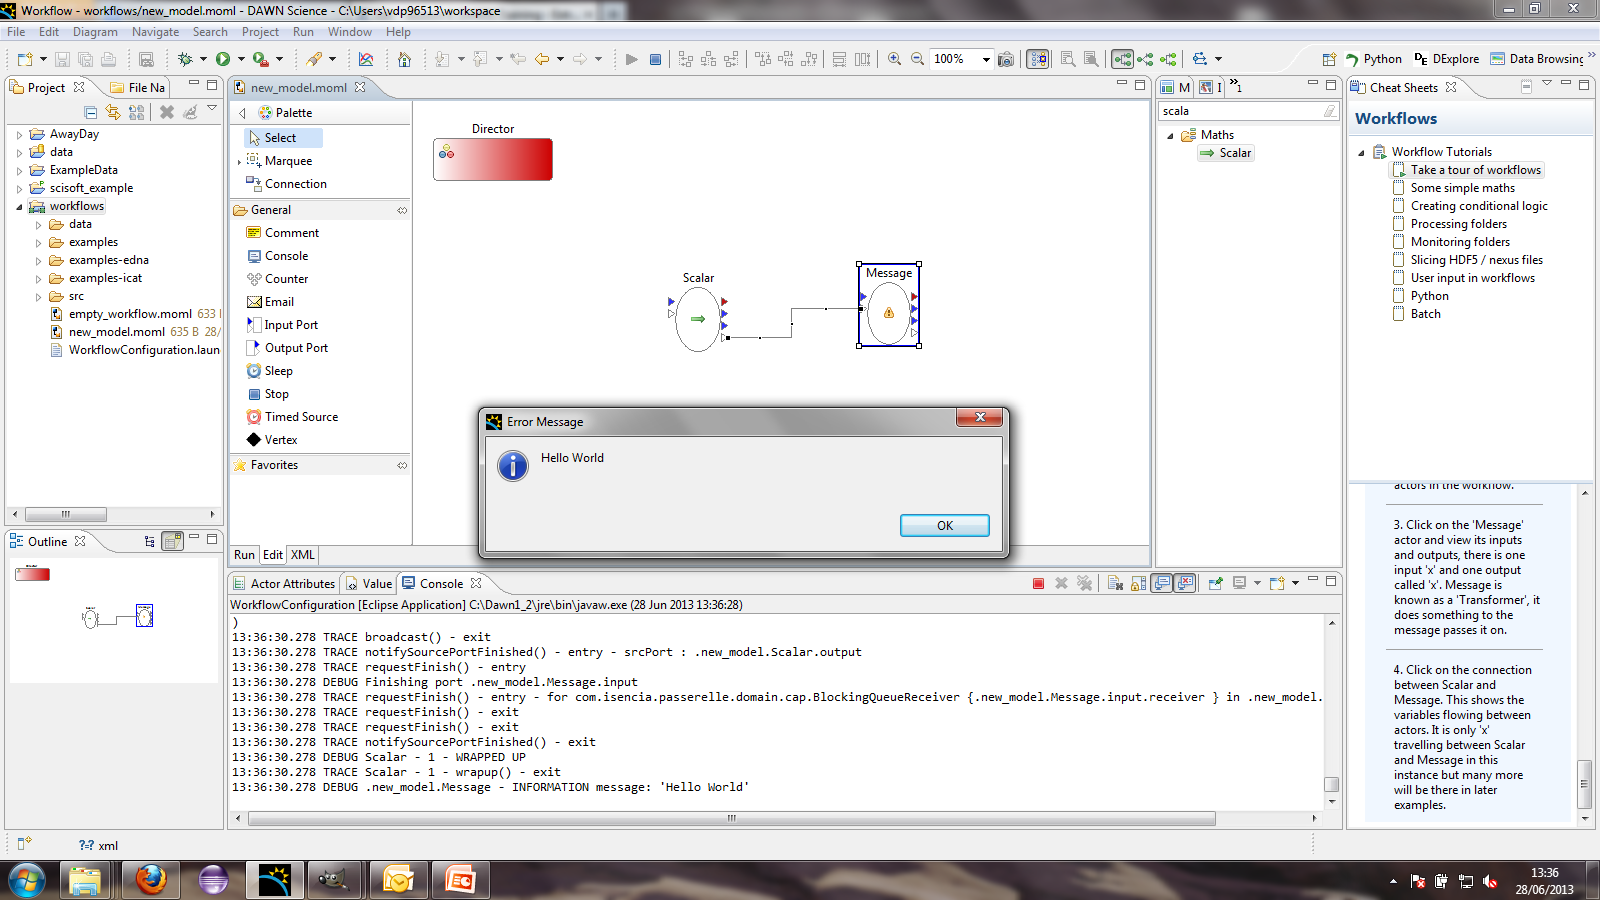 Workflow - workflows/new_model.moml - DAWN Science - C:\Users\vdp96513\workspace
File Edit Diagram Navigate Search Project Run Window Help
100%
Python DExplore Data Browsing
Project File Na
AwayDay
data
ExampleData
scisoft_example
workflows
data
examples
examples-edna
examples-icat
src
empty_workflow.moml 633
new_model.moml 635 B 28/
WorkflowConfiguration.laun
Outline
new_model.moml
Palette
Select
Marquee
Connection
General
Comment
Console
Counter
Email
Input Port
Output Port
Sleep
Stop
Timed Source
Vertex
Favorites
Run Edit XML
Director
Scalar
Message
Error Message
Hello World
OK
M I 1
scala
Maths
Scalar
Cheat Sheets
Workflows
Workflow Tutorials
Take a tour of workflows
Some simple maths
Creating conditional logic
Processing folders
Monitoring folders
Slicing HDF5 / nexus files
User input in workflows
Python
Batch
actors in the workflow.
3. Click on the 'Message'
actor and view its inputs
and outputs, there is one
input 'x' and one output
called 'x'. Message is
known as a 'Transformer', it
does something to the
message passes it on.
4. Click on the connection
between Scalar and
Message. This shows the
variables flowing between
actors. It is only 'x'
travelling between Scalar
and Message in this
instance but many more
will be there in later
examples.
Actor Attributes Value Console
WorkflowConfiguration [Eclipse Application] C:\Dawn1_2\jre\bin\javaw.exe (28 Jun 2013 13:36:28)
)
13:36:30.278 TRACE broadcast() - exit
13:36:30.278 TRACE notifySourcePortFinished() - entry - srcPort : .new_model.Scalar.output
13:36:30.278 TRACE requestFinish() - entry
13:36:30.278 DEBUG Finishing port .new_model.Message.input
13:36:30.278 TRACE requestFinish() - entry - for com.isencia.passerelle.domain.cap.BlockingQueueReceiver {.new_model.Message.input.receiver } in .new_model.
13:36:30.278 TRACE requestFinish() - exit
13:36:30.278 TRACE requestFinish() - exit
13:36:30.278 TRACE notifySourcePortFinished() - exit
13:36:30.278 DEBUG Scalar - 1 - WRAPPED UP
13:36:30.278 TRACE Scalar - 1 - wrapup() - exit
13:36:30.278 DEBUG .new_model.Message - INFORMATION message: 'Hello World'
?-? xml
13:36
28/06/2013